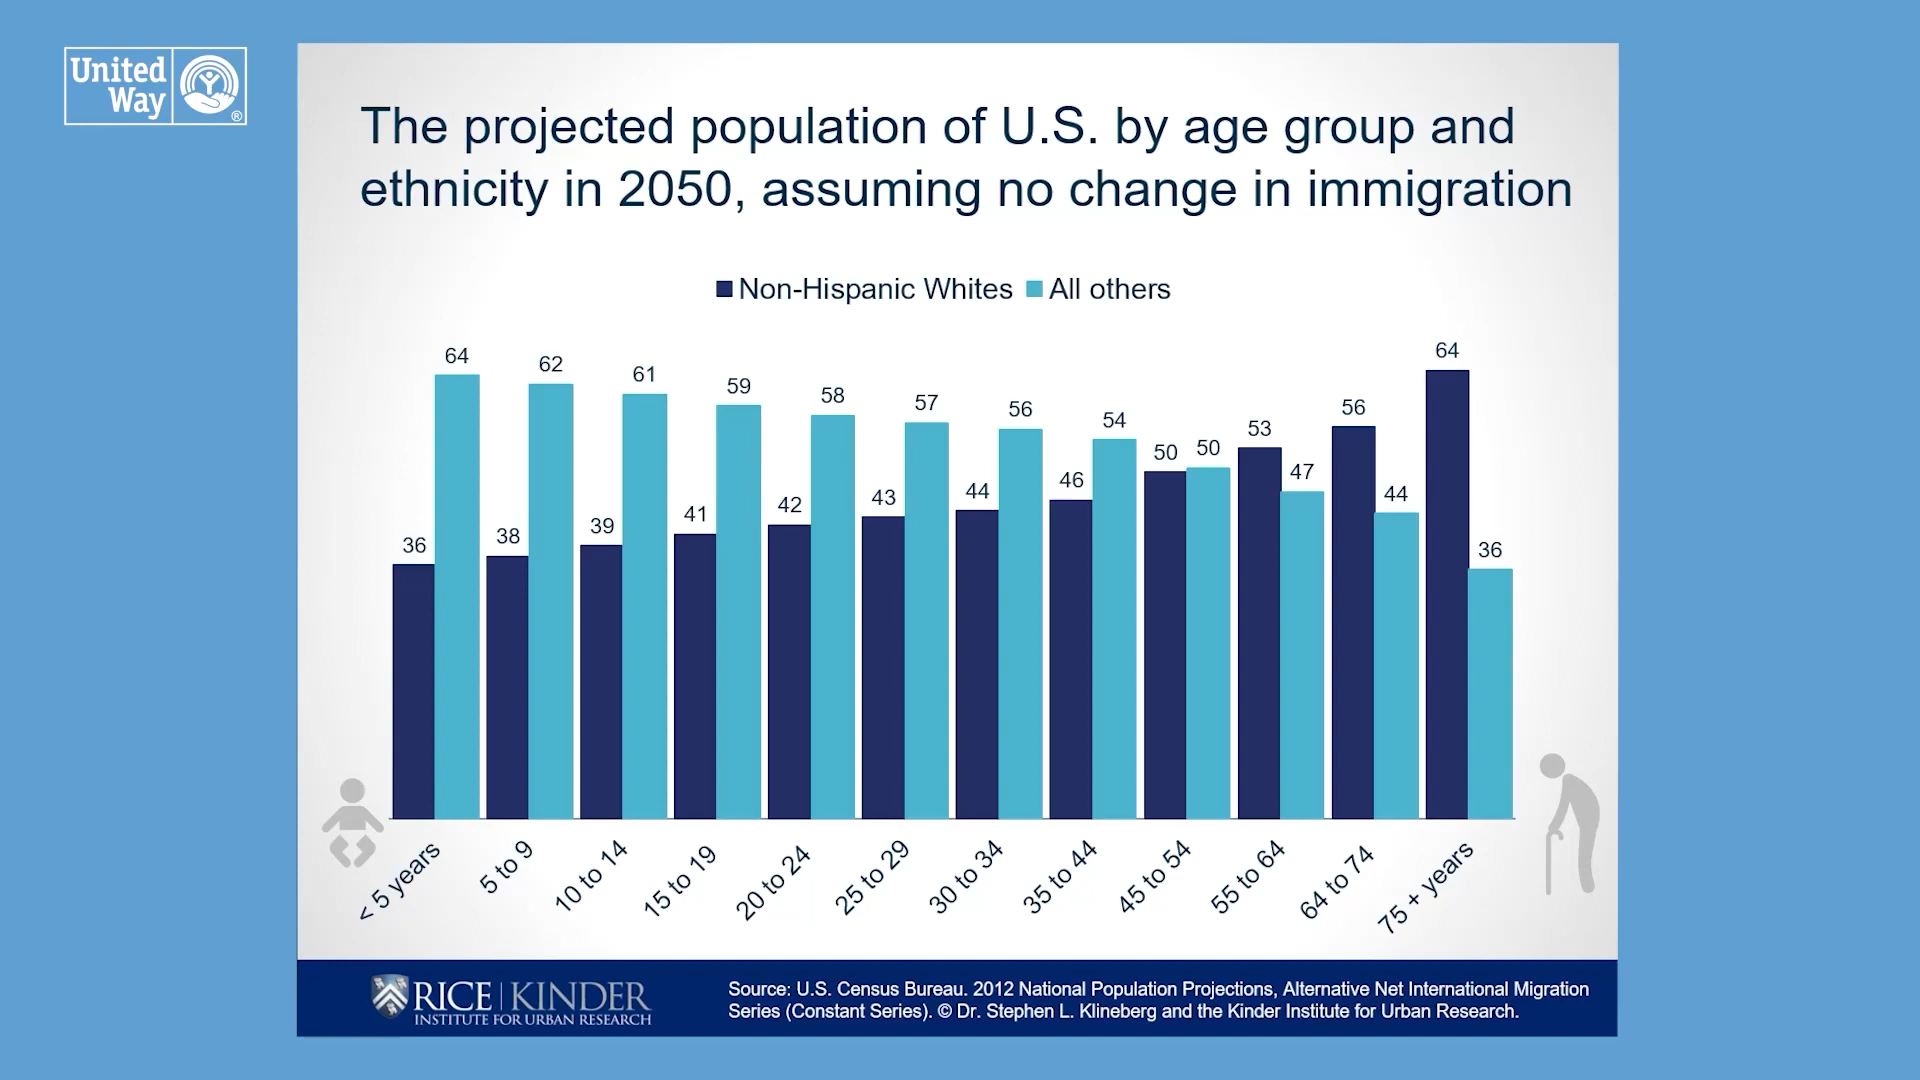 United
Way
®
The projected population of U.S. by age group and
ethnicity in 2050, assuming no change in immigration
Non-Hispanic Whites All others
36 64 38 62 39 61 41 59 42 58 43 57 44 56 46 54 50 50 53 47 56 44 64 36
< 5 years 5 to 9 10 to 14 15 to 19 20 to 24 25 to 29 30 to 34 35 to 44 45 to 54 55 to 64 64 to 74 75 + years
RICE | KINDER
INSTITUTE FOR URBAN RESEARCH
Source: U.S. Census Bureau. 2012 National Population Projections, Alternative Net International Migration
Series (Constant Series). © Dr. Stephen L. Klineberg and the Kinder Institute for Urban Research.